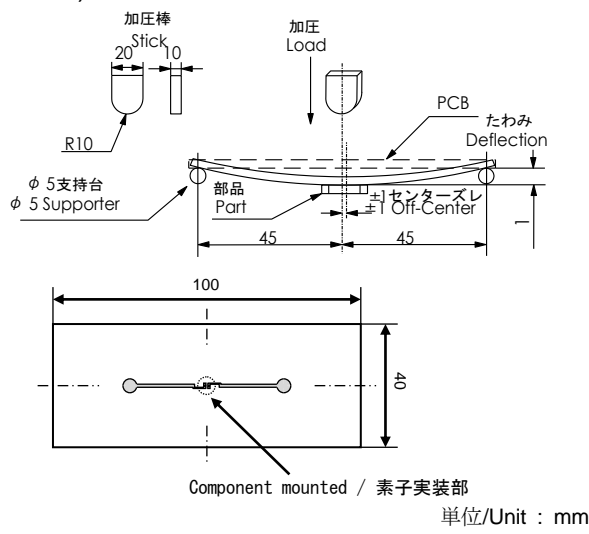 加圧棒
Stick
20
10
R10
加圧
Load
PCB
たわみ
Deflection
φ 5支持台
φ 5 Supporter
部品
Part
±1センターズレ
±1 Off-Center
1
45
45
100
40
Component mounted / 素子実装部
単位/Unit : mm